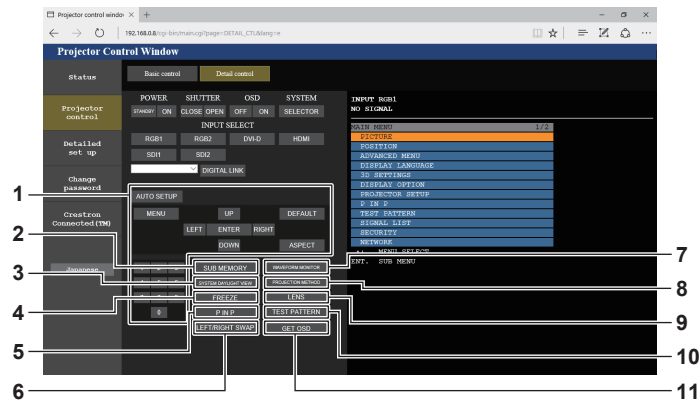 Projector control windo
192.168.0.8/cgi-bin/main.cgi?page=DETAIL_CTL&lang=e
Projector Control Window
Status
Projector
control
Detailed
set up
Change
password
Crestron
Connected(TM)
Japanese
Basic control
Detail control
POWER SHUTTER OSD SYSTEM
STANDBY ON CLOSE OPEN OFF ON SELECTOR
INPUT SELECT
RGB1 RGB2 DVI-D HDMI
SDI1 SDI2
DIGITAL LINK
AUTO SETUP
MENU UP DEFAULT
LEFT ENTER RIGHT
DOWN ASPECT
SUB MEMORY WAVEFORM MONITOR
SYSTEM DAYLIGHT VIEW PROJECTION METHOD
FREEZE LENS
0 P IN P TEST PATTERN
LEFT/RIGHT SWAP GET OSD
INPUT RGB1
NO SIGNAL
MAIN MENU 1/2
PICTURE
POSITION
ADVANCED MENU
DISPLAY LANGUAGE
3D SETTINGS
DISPLAY OPTION
PROJECTOR SETUP
P IN P
TEST PATTERN
SIGNAL LIST
SECURITY
NETWORK
MENU SELECT
ENT. SUB MENU
1
2
3
4
5
6
7
8
9
10
11